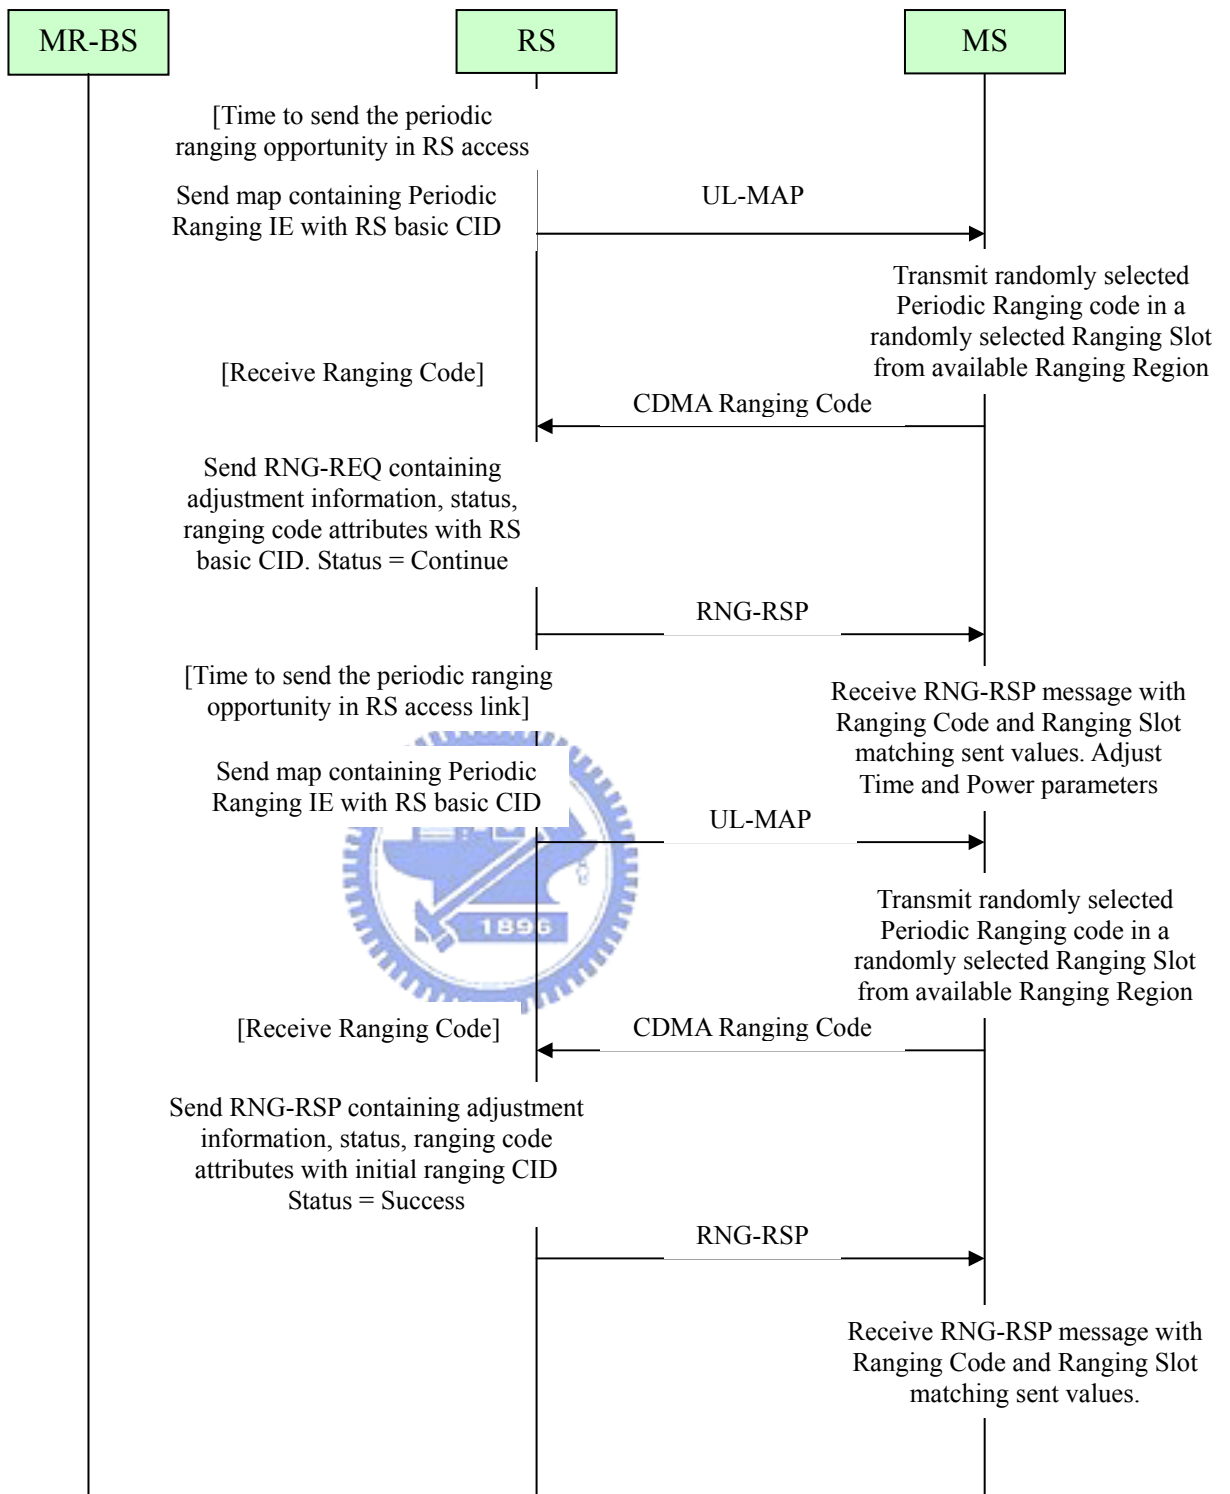 MR-BS
RS
MS
[Time to send the periodic
ranging opportunity in RS access
Send map containing Periodic
Ranging IE with RS basic CID
UL-MAP
Transmit randomly selected
Periodic Ranging code in a
randomly selected Ranging Slot
from available Ranging Region
[Receive Ranging Code]
CDMA Ranging Code
Send RNG-REQ containing
adjustment information, status,
ranging code attributes with RS
basic CID. Status = Continue
RNG-RSP
[Time to send the periodic ranging
opportunity in RS access link]
Receive RNG-RSP message with
Ranging Code and Ranging Slot
matching sent values. Adjust
Time and Power parameters
Send map containing Periodic
Ranging IE with RS basic CID
UL-MAP
Transmit randomly selected
Periodic Ranging code in a
randomly selected Ranging Slot
from available Ranging Region
1896
[Receive Ranging Code]
CDMA Ranging Code
Send RNG-RSP containing adjustment
information, status, ranging code
attributes with initial ranging CID
Status = Success
RNG-RSP
Receive RNG-RSP message with
Ranging Code and Ranging Slot
matching sent values.